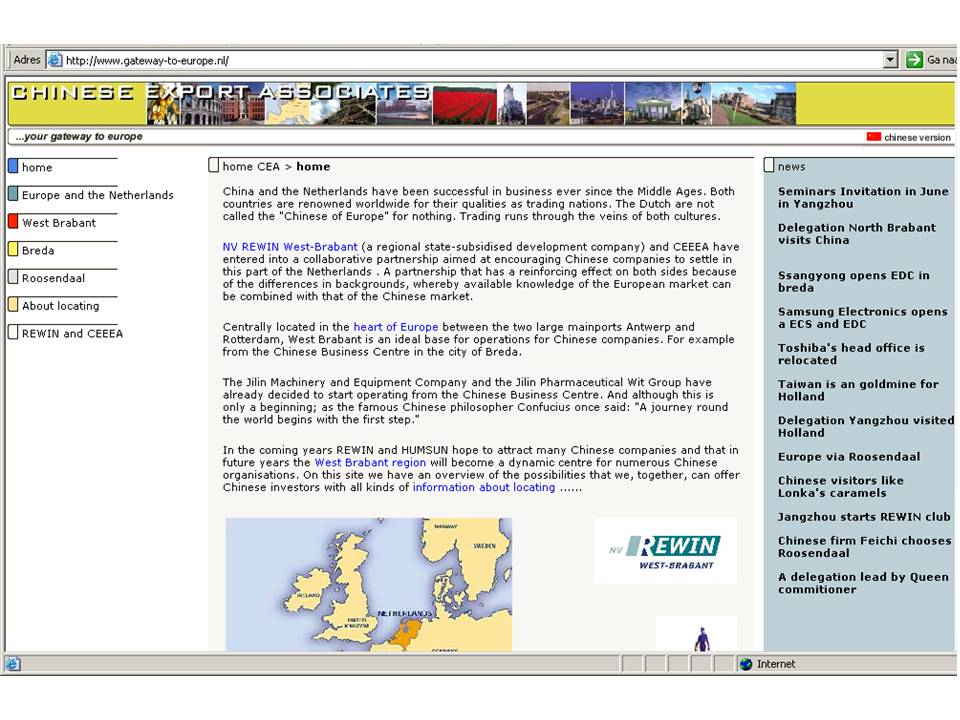 Adres http://www.gateway-to-europe.nl/ Ga naa
CHINESE EXPORT ASSOCIATES
...your gateway to europe
chinese version
home
Europe and the Netherlands
West Brabant
Breda
Roosendaal
About locating
REWIN and CEEEA
home CEA > home
China and the Netherlands have been successful in business ever since the Middle Ages. Both
countries are renowned worldwide for their qualities as trading nations. The Dutch are not
called the "Chinese of Europe" for nothing. Trading runs through the veins of both cultures.
NV REWIN West-Brabant (a regional state-subsidised development company) and CEEEA have
entered into a collaborative partnership aimed at encouraging Chinese companies to settle in
this part of the Netherlands . A partnership that has a reinforcing effect on both sides because
of the differences in backgrounds, whereby available knowledge of the European market can
be combined with that of the Chinese market.
Centrally located in the heart of Europe between the two large mainports Antwerp and
Rotterdam, West Brabant is an ideal base for operations for Chinese companies. For example
from the Chinese Business Centre in the city of Breda.
The Jilin Machinery and Equipment Company and the Jilin Pharmaceutical Wit Group have
already decided to start operating from the Chinese Business Centre. And although this is
only a beginning; as the famous Chinese philosopher Confucius once said: "A journey round
the world begins with the first step."
In the coming years REWIN and HUMSUN hope to attract many Chinese companies and that in
future years the West Brabant region will become a dynamic centre for numerous Chinese
organisations. On this site we have an overview of the possibilities that we, together, can offer
Chinese investors with all kinds of information about locating ......
NORWAY
SWEDEN
IRELAND
UNITED
KINGDOM
NETHERLANDS
GERMANY
NV REWIN
WEST-BRABANT
news
Seminars Invitation in June
in Yangzhou
Delegation North Brabant
visits China
Ssangyong opens EDC in
breda
Samsung Electronics opens
a ECS and EDC
Toshiba's head office is
relocated
Taiwan is an goldmine for
Holland
Delegation Yangzhou visited
Holland
Europe via Roosendaal
Chinese visitors like
Lonka's caramels
Jangzhou starts REWIN club
Chinese firm Feichi chooses
Roosendaal
A delegation lead by Queen
commitioner
Internet